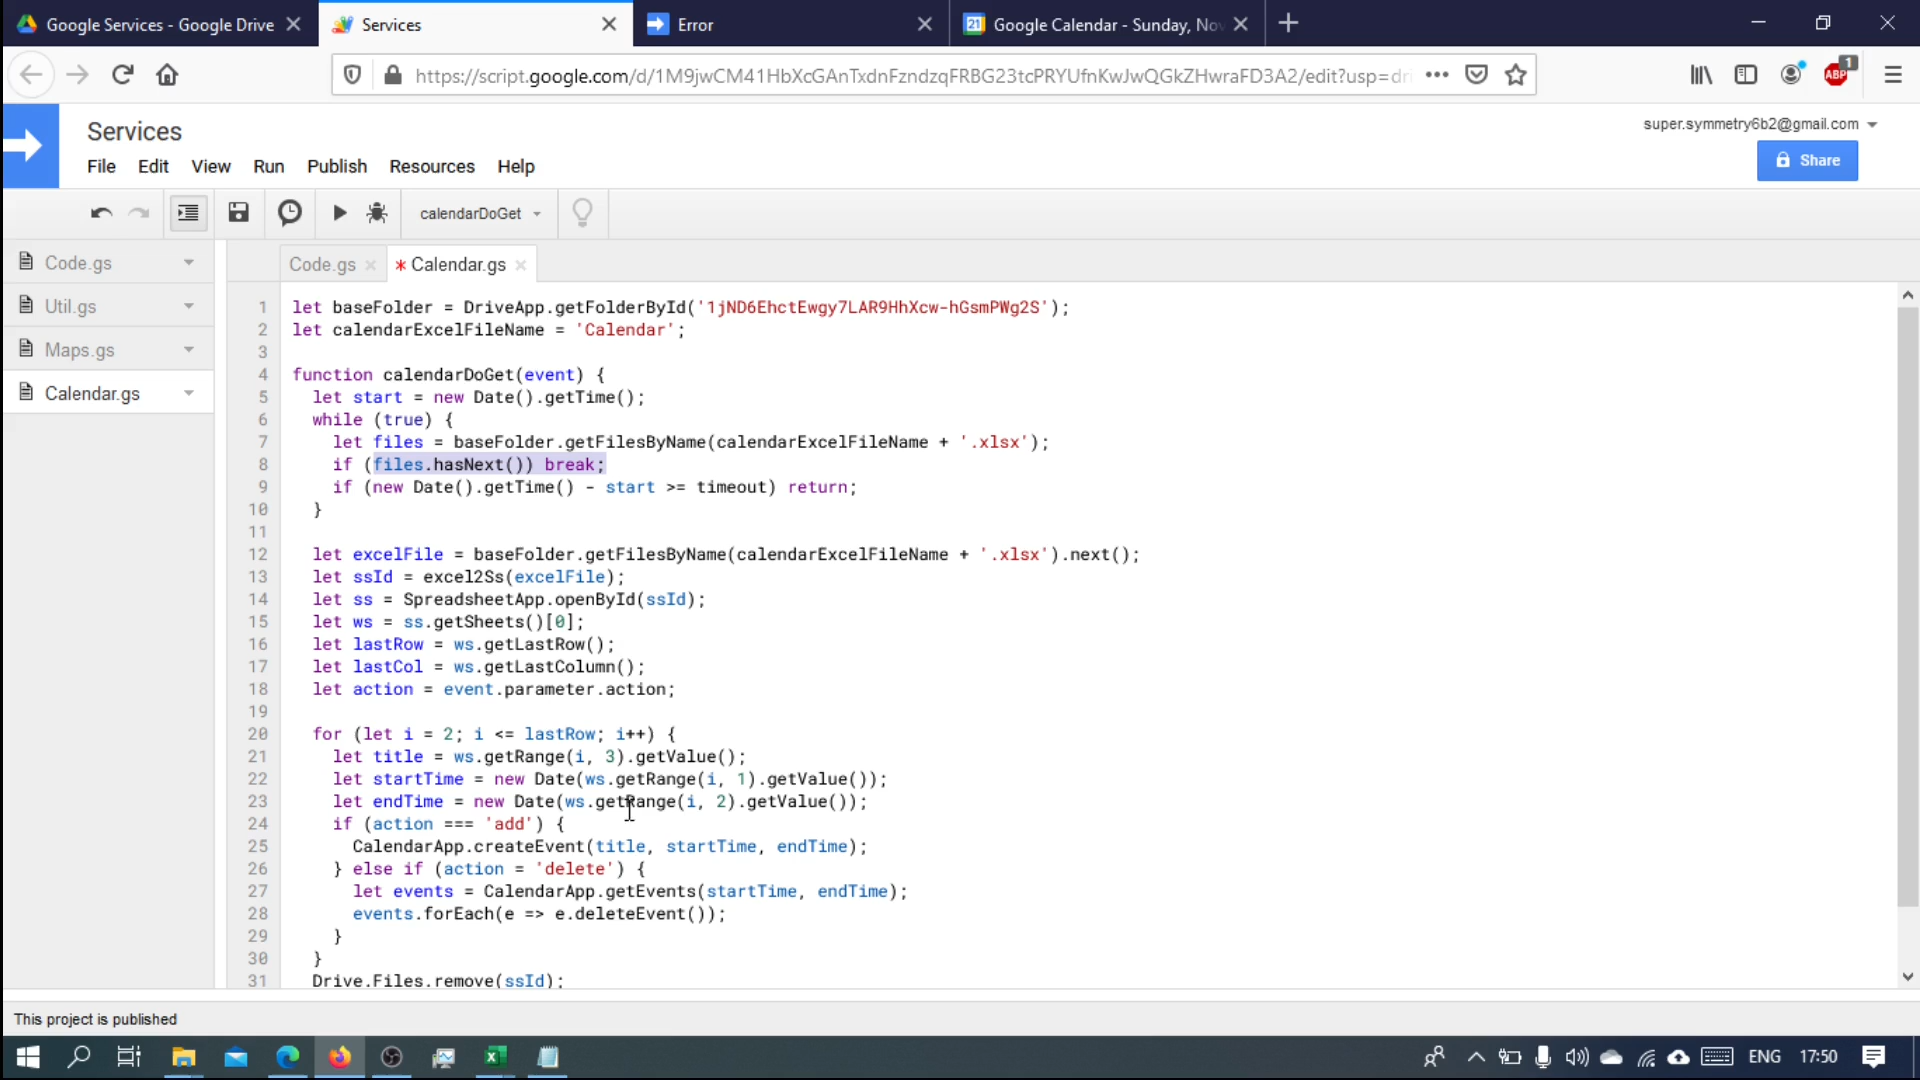 Google Services - Google Drive
Services
Error
21 Google Calendar - Sunday, Nov
https://script.google.com/d/1M9jwCM41HbXcGAnTxdnFzndzqFRBG23tcPRYUfnKwJwQGkZHwraFD3A2/edit?usp=dri
ABP 1
Services
super.symmetry6b2@gmail.com
File Edit View Run Publish Resources Help
Share
calendarDoGet
Code.gs
Util.gs
Maps.gs
Calendar.gs
Code.gs × * Calendar.gs ×
1 let baseFolder = DriveApp.getFolderById('1jND6EhctEwgy7LAR9HhXcw-hGsmPWg2S');
2 let calendarExcelFileName = 'Calendar';
3
4 function calendarDoGet(event) {
5 let start = new Date().getTime();
6 while (true) {
7 let files = baseFolder.getFilesByName(calendarExcelFileName + '.xlsx');
8 if (files.hasNext()) break;
9 if (new Date().getTime() - start >= timeout) return;
10 }
11
12 let excelFile = baseFolder.getFilesByName(calendarExcelFileName + '.xlsx').next();
13 let ssId = excel2Ss(excelFile);
14 let ss = SpreadsheetApp.openById(ssId);
15 let ws = ss.getSheets()[0];
16 let lastRow = ws.getLastRow();
17 let lastCol = ws.getLastColumn();
18 let action = event.parameter.action;
19
20 for (let i = 2; i <= lastRow; i++) {
21 let title = ws.getRange(i, 3).getValue();
22 let startTime = new Date(ws.getRange(i, 1).getValue());
23 let endTime = new Date(ws.getRange(i, 2).getValue());
24 if (action === 'add') {
25 CalendarApp.createEvent(title, startTime, endTime);
26 } else if (action = 'delete') {
27 let events = CalendarApp.getEvents(startTime, endTime);
28 events.forEach(e => e.deleteEvent());
29 }
30 }
31 Drive.Files.remove(ssId);
This project is published
ENG 17:50